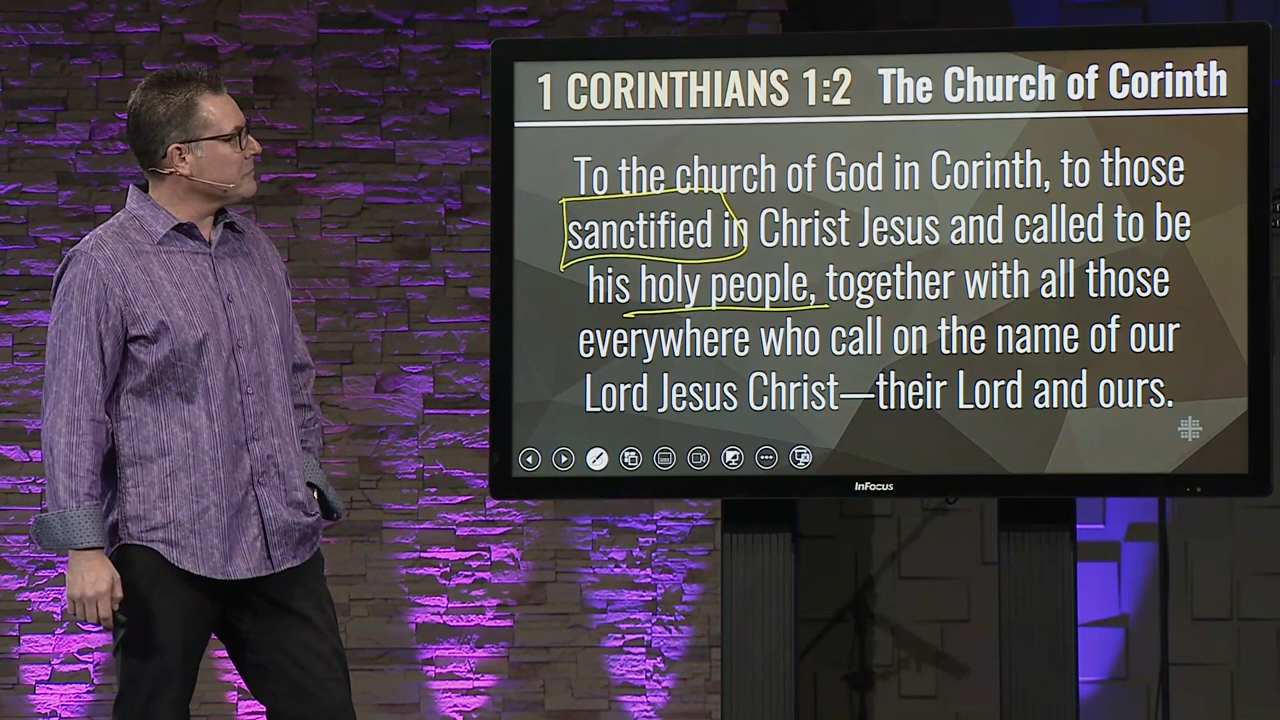 1 CORINTHIANS 1:2 The Church of Corinth
To the church of God in Corinth, to those
sanctified in Christ Jesus and called to be
his holy people, together with all those
everywhere who call on the name of our
Lord Jesus Christ—their Lord and ours.
InFocus